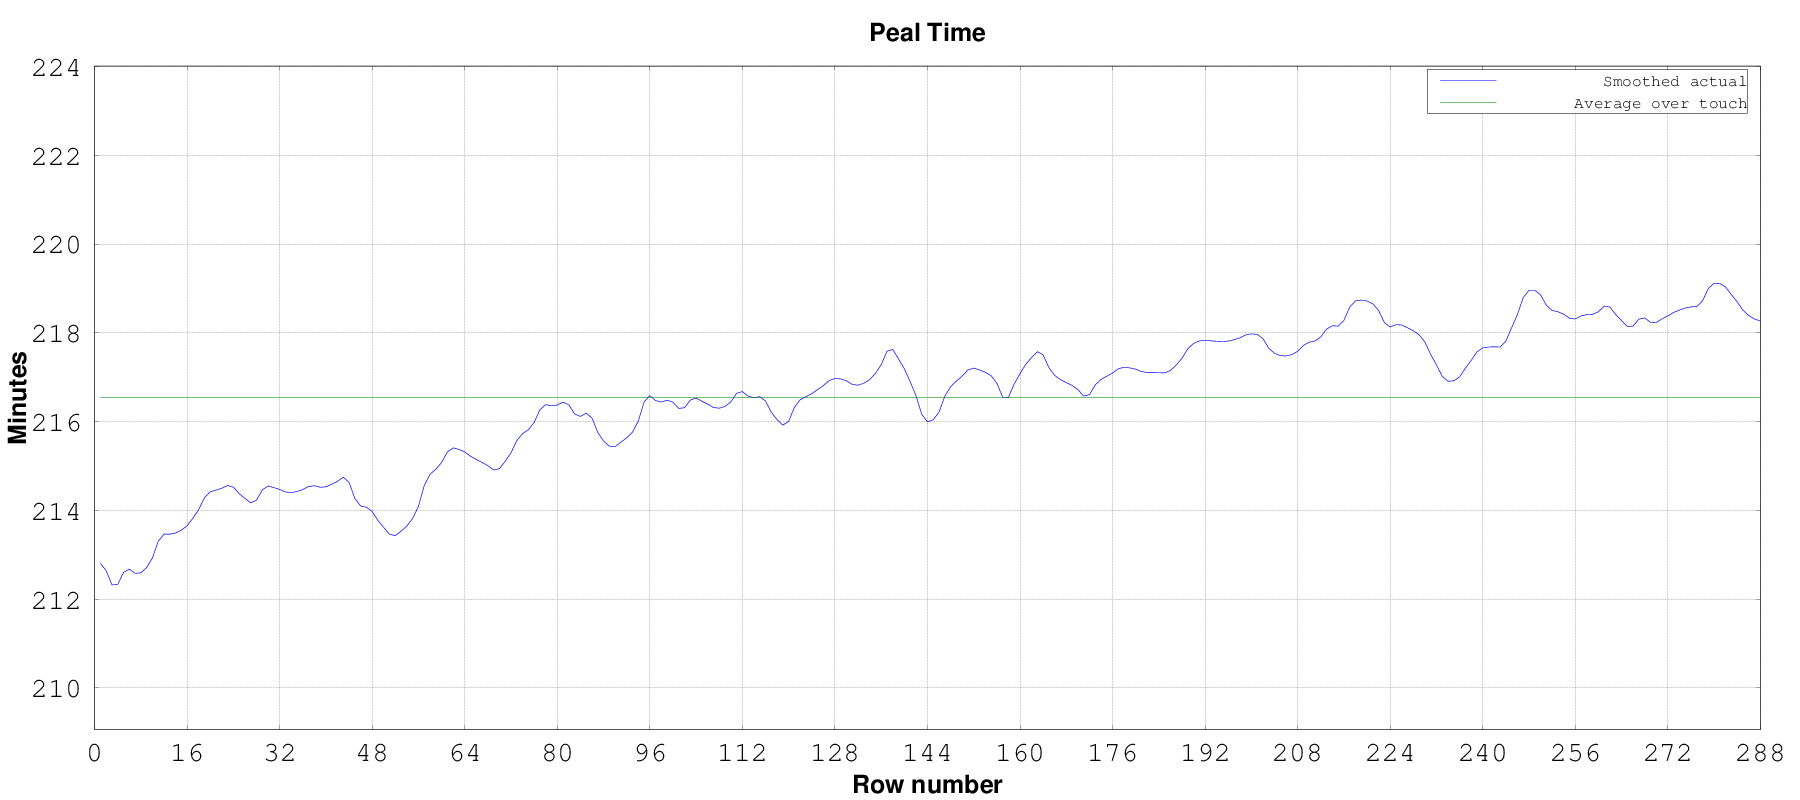 Peal Time
224
Smoothed actual
Average over touch
222
220
218
216
214
212
210
Minutes
0 16 32 48 64 80 96 112 128 144 160 176 192 208 224 240 256 272 288
Row number